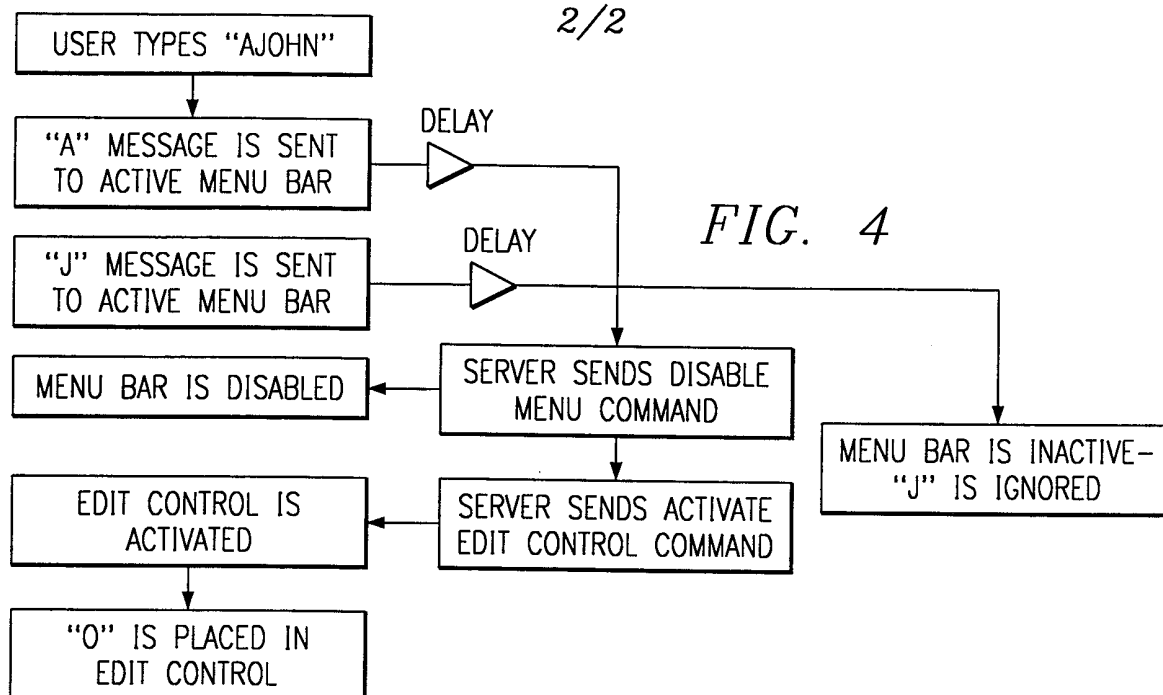 2/2
USER TYPES “AJOHN”
“A” MESSAGE IS SENT
TO ACTIVE MENU BAR
DELAY
FIG. 4
“J” MESSAGE IS SENT
TO ACTIVE MENU BAR
DELAY
MENU BAR IS DISABLED
SERVER SENDS DISABLE
MENU COMMAND
MENU BAR IS INACTIVE–
“J” IS IGNORED
EDIT CONTROL IS
ACTIVATED
SERVER SENDS ACTIVATE
EDIT CONTROL COMMAND
“O” IS PLACED IN
EDIT CONTROL